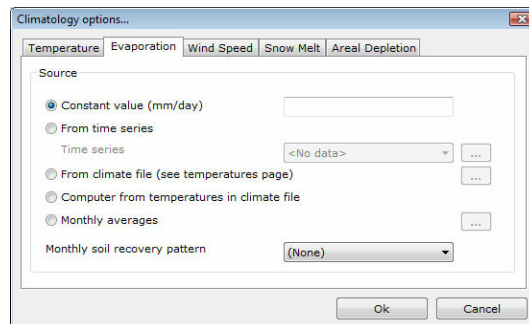 Climatology options...
Temperature Evaporation Wind Speed Snow Melt Areal Depletion
Source
Constant value (mm/day)
From time series
Time series <No data> ...
From climate file (see temperatures page) ...
Computer from temperatures in climate file
Monthly averages ...
Monthly soil recovery pattern (None)
Ok Cancel